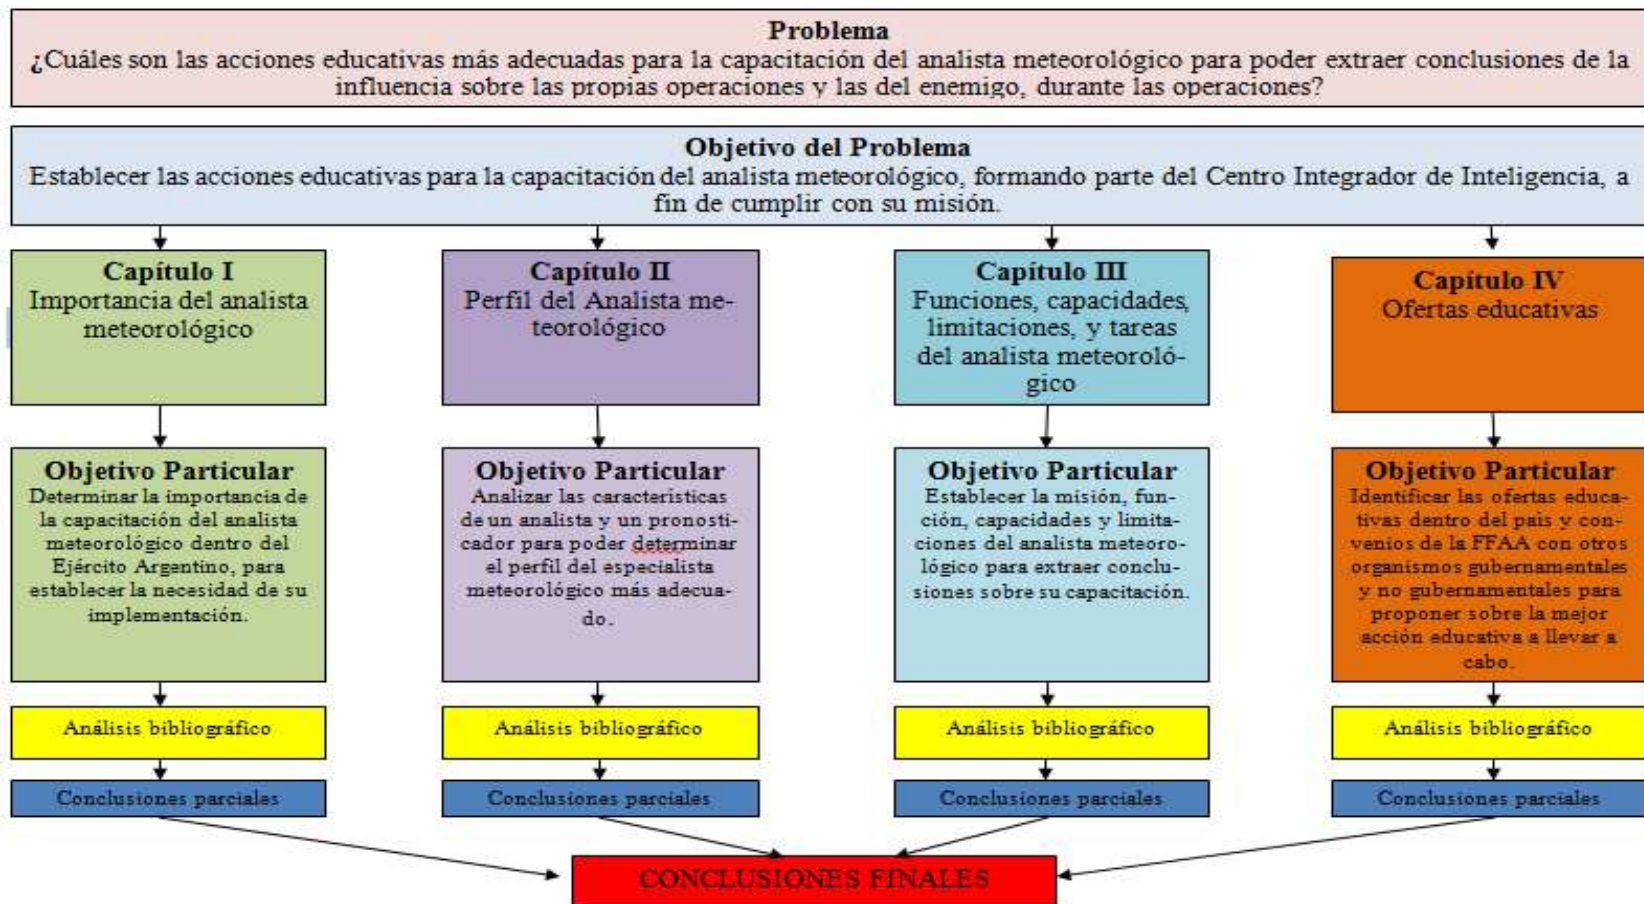 Problema
¿Cuáles son las acciones educativas más adecuadas para la capacitación del analista meteorológico para poder extraer conclusiones de la
influencia sobre las propias operaciones y las del enemigo, durante las operaciones?
Objetivo del Problema
Establecer las acciones educativas para la capacitación del analista meteorológico, formando parte del Centro Integrador de Inteligencia, a
fin de cumplir con su misión.
Capítulo I
Importancia del analista
meteorológico
Capítulo II
Perfil del Analista me-
teorológico
Capítulo III
Funciones, capacidades,
limitaciones, y tareas
del analista meteoroló-
gico
Capítulo IV
Ofertas educativas
Objetivo Particular
Determinar la importancia de
la capacitación del analista
meteorológico dentro del
Ejército Argentino, para
establecer la necesidad de su
implementación.
Objetivo Particular
Analizar las características
de un analista y un pronosti-
cador para poder determinar
el perfil del especialista
meteorológico más adecua-
do.
Objetivo Particular
Establecer la misión, fun-
ción, capacidades y limita-
ciones del analista meteoro-
lógico para extraer conclu-
siones sobre su capacitación.
Objetivo Particular
Identificar las ofertas educa-
tivas dentro del país y con-
venios de la FFAA con otros
organismos gubernamentales
y no gubernamentales para
proponer sobre la mejor
acción educativa a llevar a
cabo.
Análisis bibliográfico
Análisis bibliográfico
Análisis bibliográfico
Análisis bibliográfico
Conclusiones parciales
Conclusiones parciales
Conclusiones parciales
Conclusiones parciales
CONCLUSIONES FINALES